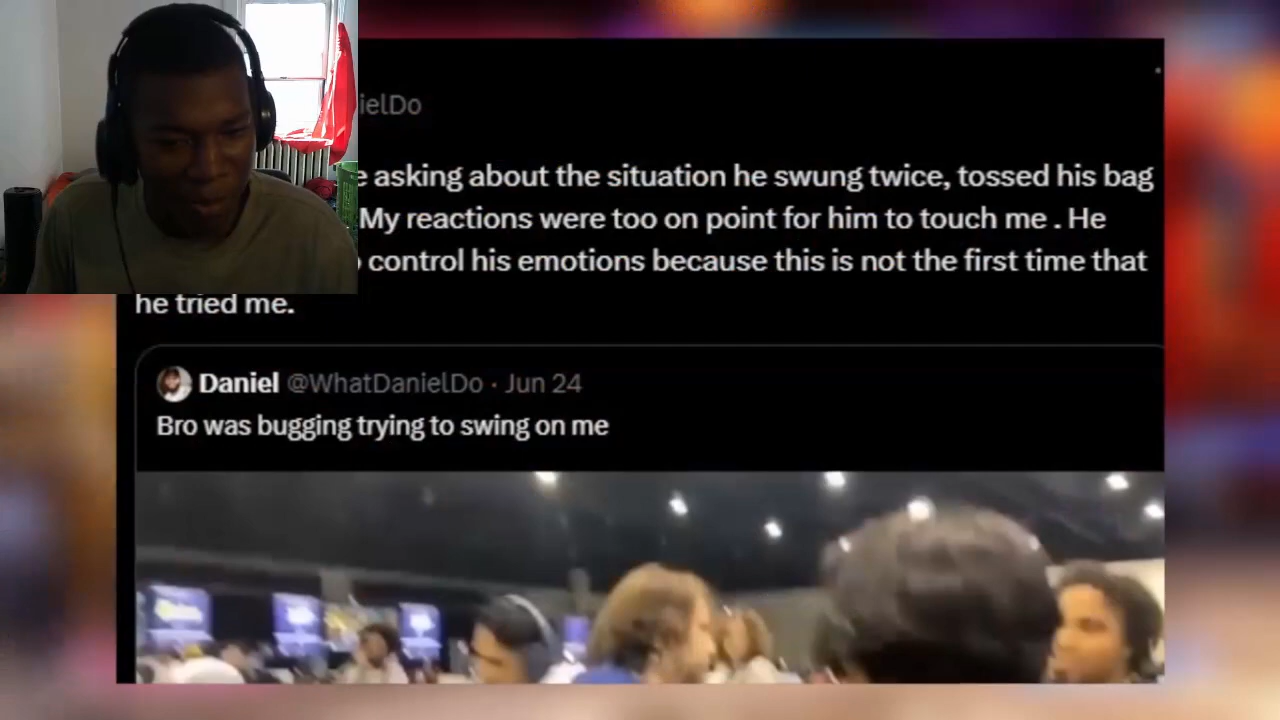 ielDo
asking about the situation he swung twice, tossed his bag
My reactions were too on point for him to touch me . He
control his emotions because this is not the first time that
he tried me.
Daniel @WhatDanielDo · Jun 24
Bro was bugging trying to swing on me